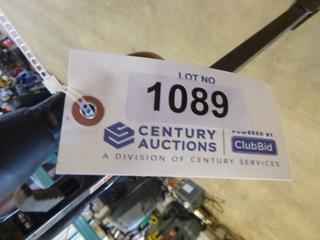 LOT NO
1089
CENTURY AUCTIONS
POWERED BY
ClubBid
A DIVISION OF CENTURY SERVICES